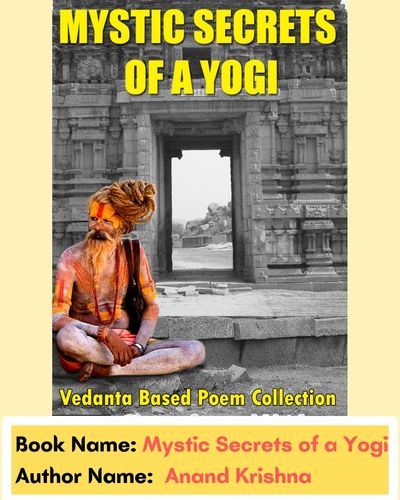 MYSTIC SECRETS
OF A YOGI
Vedanta Based Poem Collection
Book Name: Mystic Secrets of a Yogi
Author Name: Anand Krishna